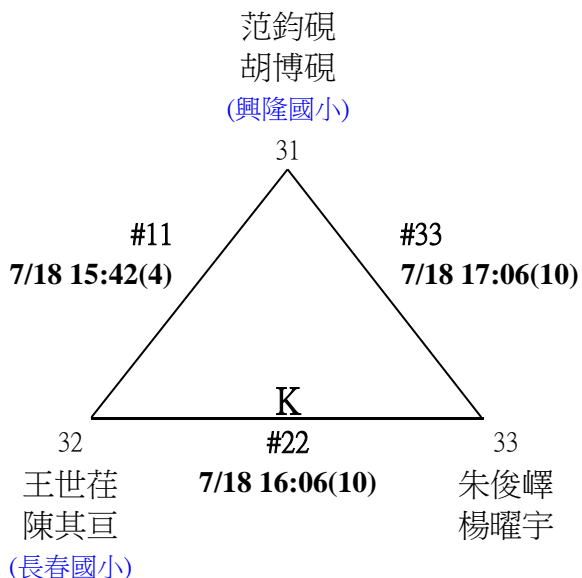 范鈞硯
胡博硯
(興隆國小)
31
#11
7/18 15:42(4)
#33
7/18 17:06(10)
K
32
#22
33
王世荏
7/18 16:06(10)
朱俊嶧
陳其亘
楊曜宇
(長春國小)